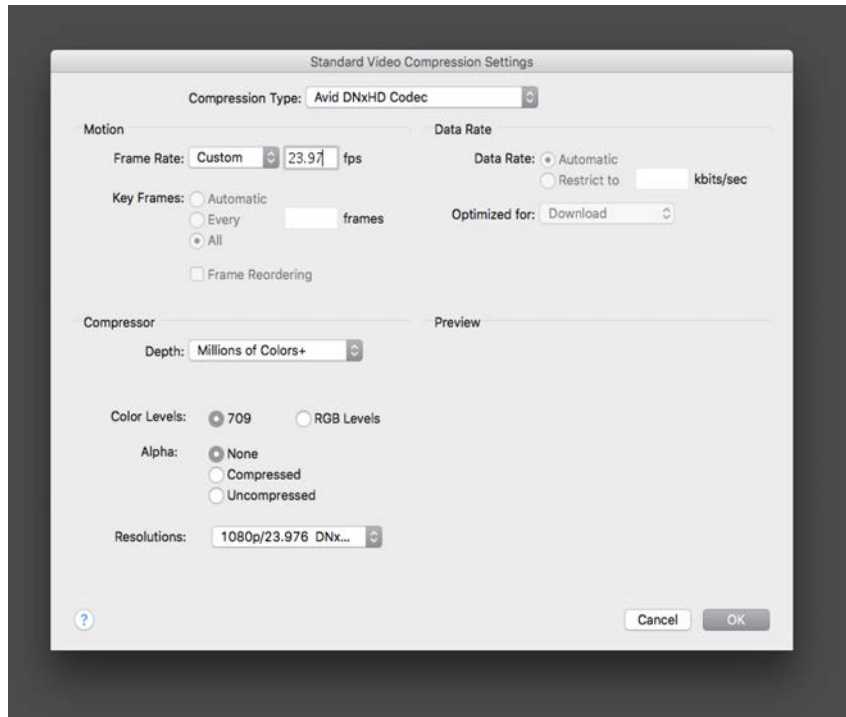 Standard Video Compression Settings
Compression Type: Avid DNxHD Codec
Motion
Frame Rate: Custom 23.97 fps
Key Frames: Automatic
Every frames
All
Frame Reordering
Data Rate
Data Rate: Automatic
Restrict to kbits/sec
Optimized for: Download
Compressor
Depth: Millions of Colors+
Color Levels: 709 RGB Levels
Alpha: None
Compressed
Uncompressed
Resolutions: 1080p/23.976 DNx...
Preview
? Cancel OK